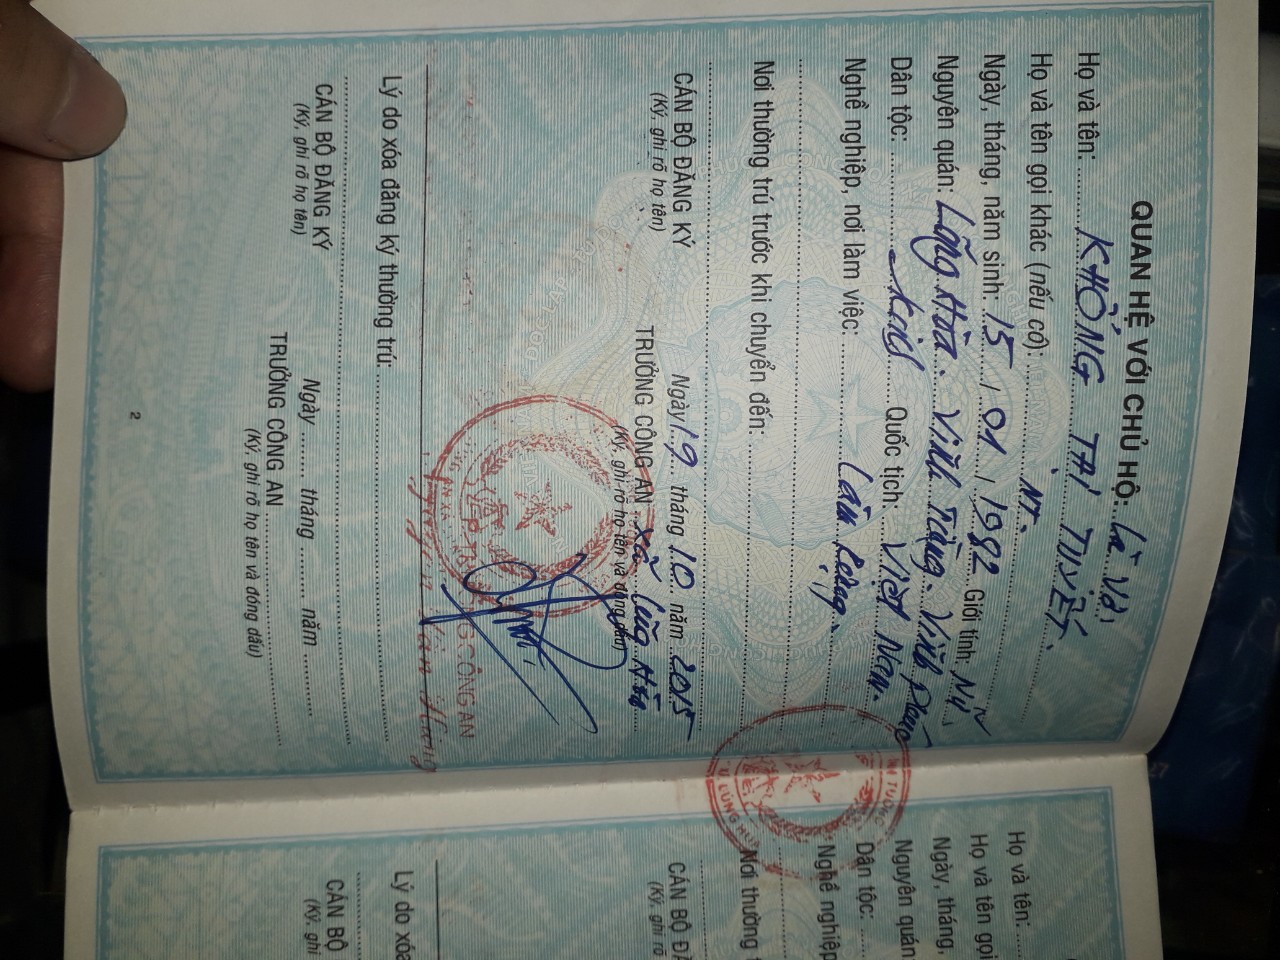 QUAN HỆ VỚI CHỦ HỘ: Là Vợ
Họ và tên: KHỔNG THỊ TUYẾT
Họ và tên gọi khác (nếu có): NT
Ngày, tháng, năm sinh: 15 / 01 / 1982 Giới tính: Nữ
Nguyên quán: Lũng Hòa. Vĩnh Tường. Vĩnh Phúc
Dân tộc: Kinh Quốc tịch: Việt Nam
Nghề nghiệp, nơi làm việc: Làm Ruộng
Nơi thường trú trước khi chuyển đến:
Ngày 19 tháng 10 năm 2015
CÁN BỘ ĐĂNG KÝ
(Ký, ghi rõ họ tên)
TRƯỞNG CÔNG AN xã Lũng Hòa
(Ký, ghi rõ họ tên và đóng dấu)
CÔNG AN
Lý do xóa đăng ký thường trú:
Ngày tháng năm
CÁN BỘ ĐĂNG KÝ
(Ký, ghi rõ họ tên)
TRƯỞNG CÔNG AN
(Ký, ghi rõ họ tên và đóng dấu)
2
Họ và tên:
Họ và tên gọi
Ngày, tháng,
Nguyên quán
Dân tộc:
Nghề nghiệp
Nơi thường t
CÁN BỘ Đ
(Ký, ghi rõ
Lý do xóa
CÁN BỘ
(Ký, ghi